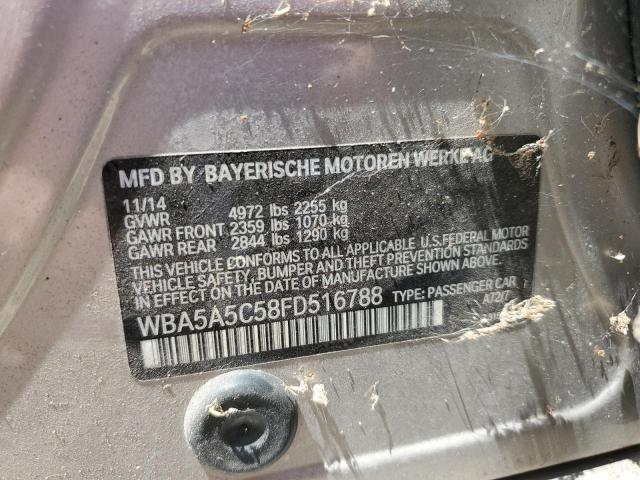 MFD BY BAYERISCHE MOTOREN WERKE AG
11/14
GVWR 4972 lbs 2255 kg
GAWR FRONT 2359 lbs 1070 kg
GAWR REAR 2844 lbs 1290 kg
THIS VEHICLE CONFORMS TO ALL APPLICABLE U.S. FEDERAL MOTOR
VEHICLE SAFETY, BUMPER, AND THEFT PREVENTION STANDARDS
IN EFFECT ON THE DATE OF MANUFACTURE SHOWN ABOVE.
WBA5A5C58FD516788 TYPE: PASSENGER CAR